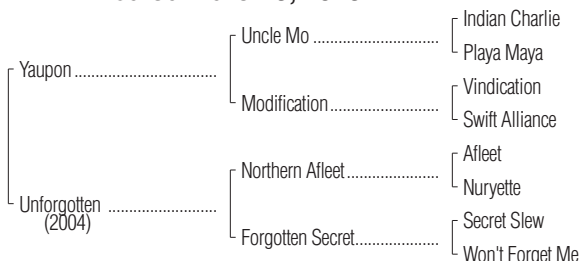 Indian Charlie
Uncle Mo
Playa Maya
Yaupon
Vindication
Modification
Swift Alliance
Afleet
Northern Afleet
Nuryette
Unforgotten
(2004)
Secret Slew
Forgotten Secret
Won't Forget Me